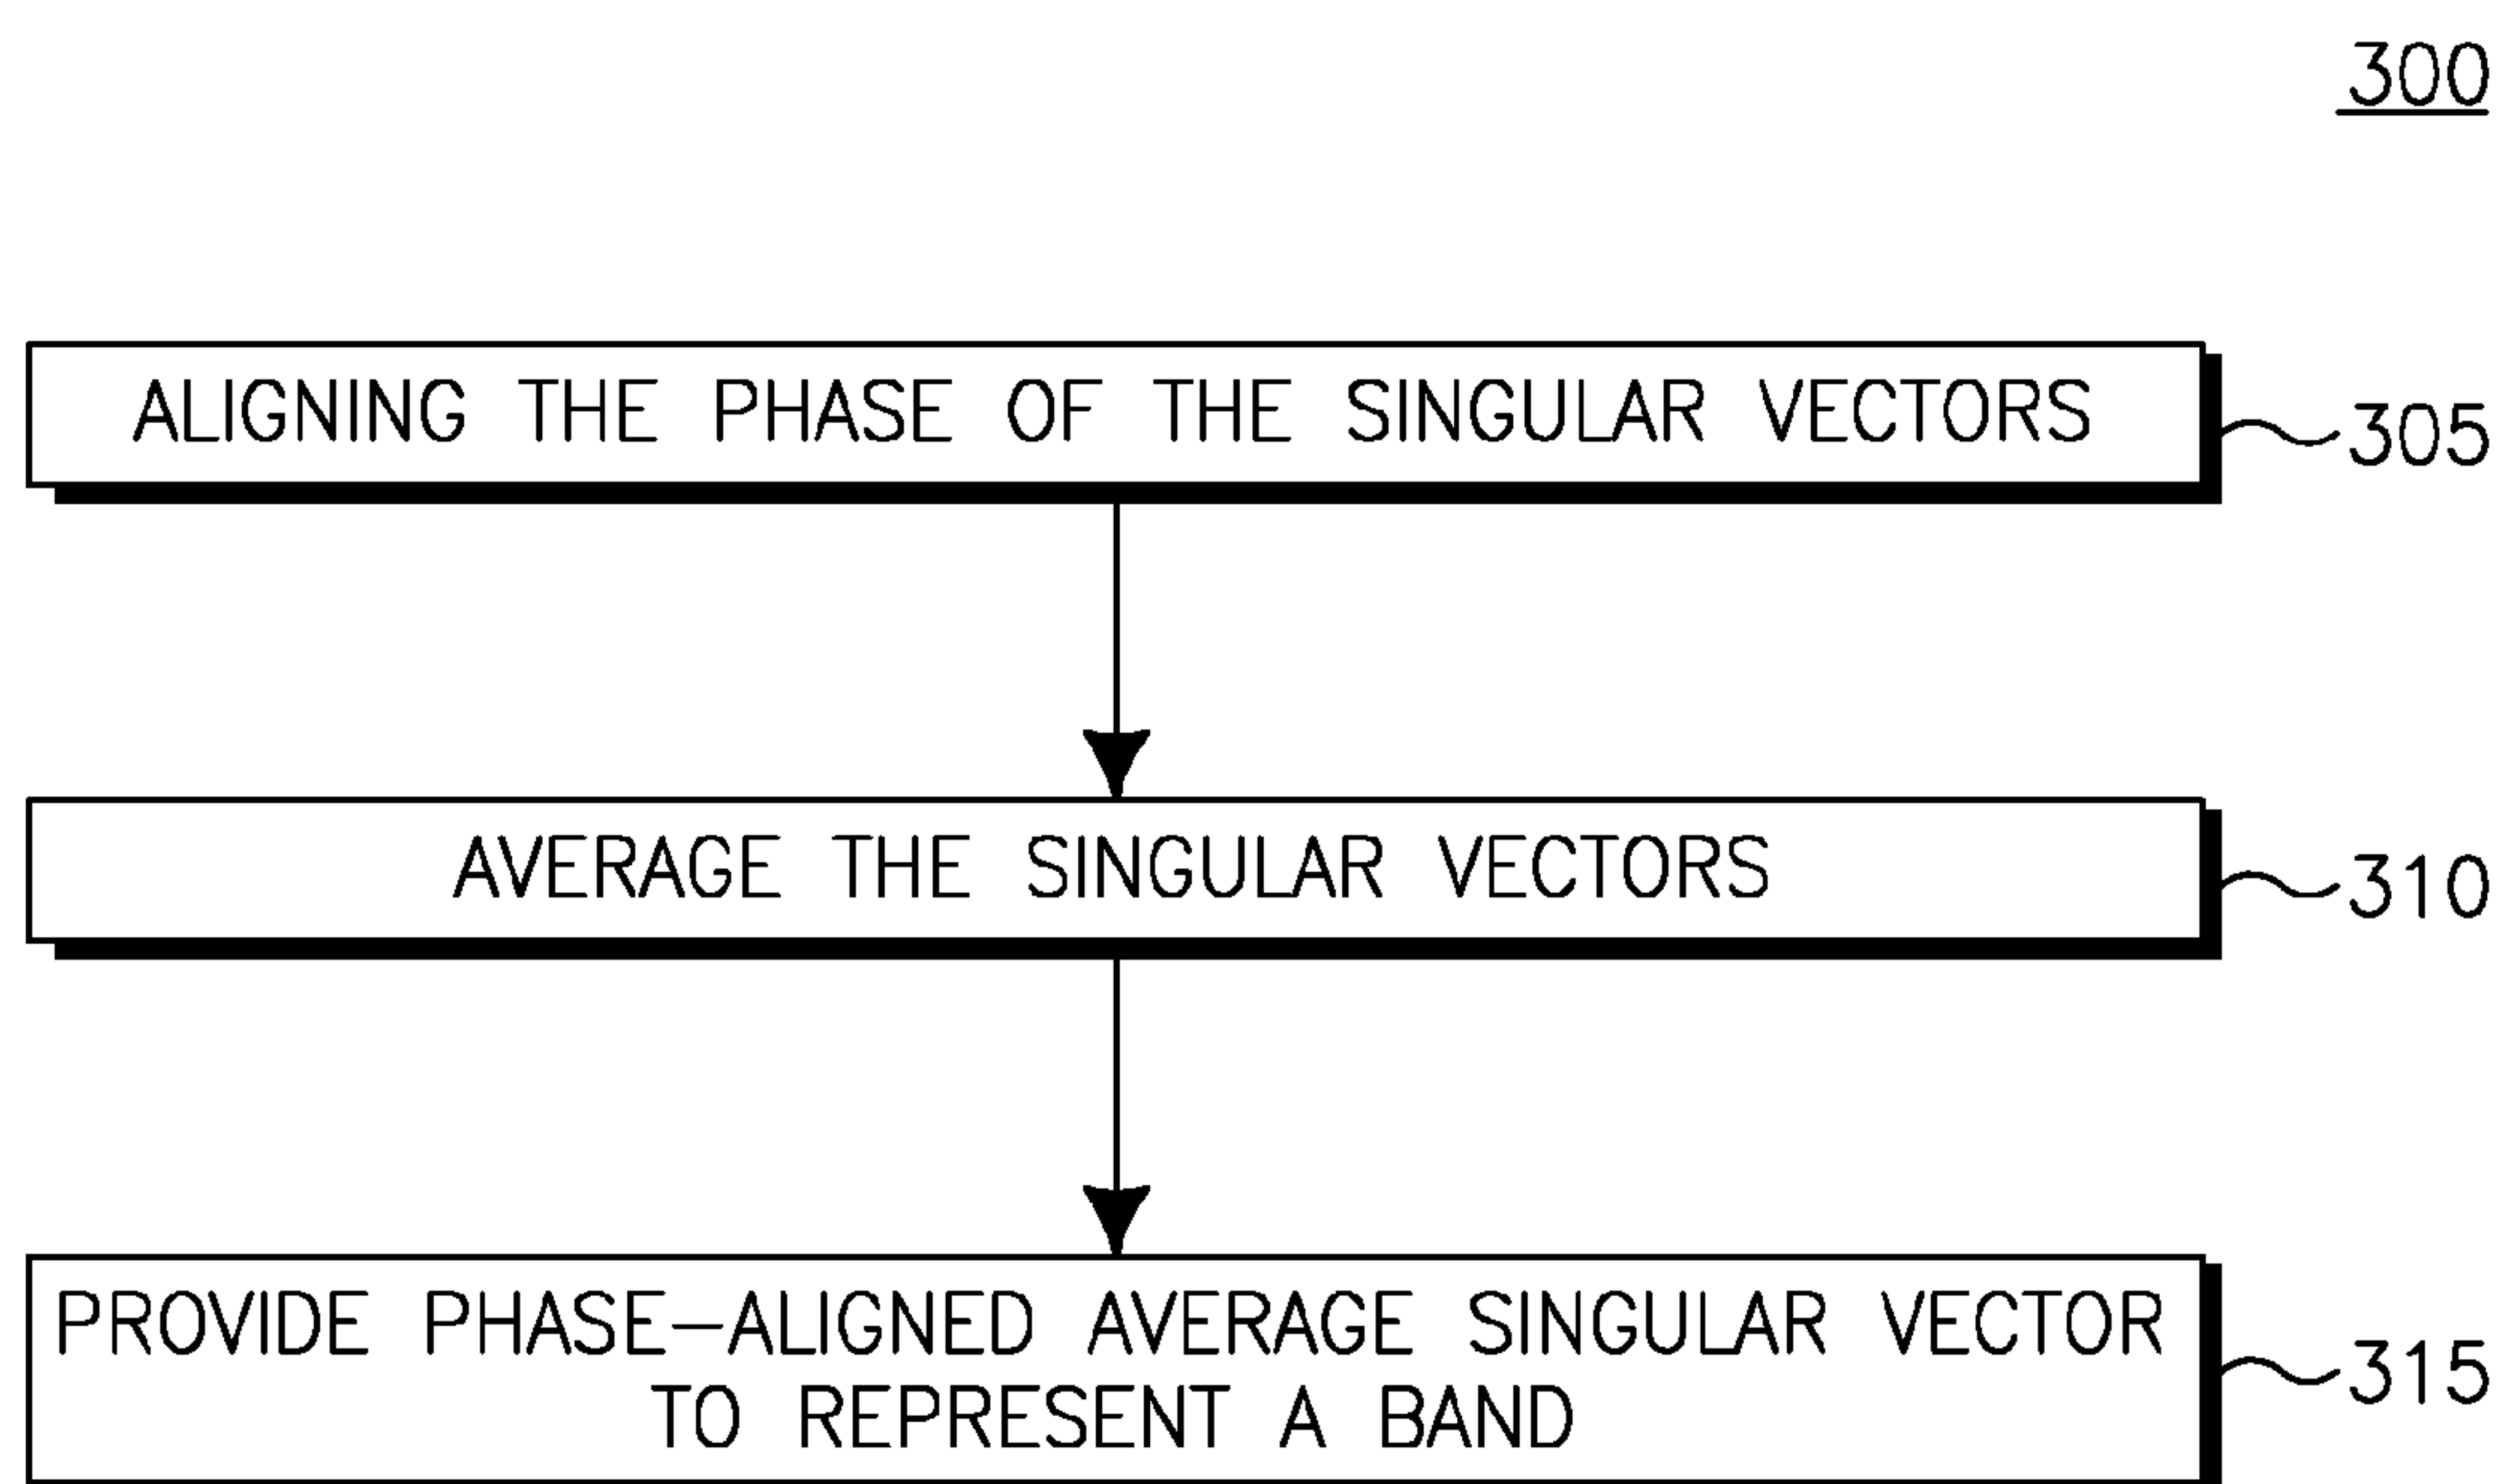 300
ALIGNING THE PHASE OF THE SINGULAR VECTORS
305
AVERAGE THE SINGULAR VECTORS
310
PROVIDE PHASE-ALIGNED AVERAGE SINGULAR VECTOR
TO REPRESENT A BAND
315